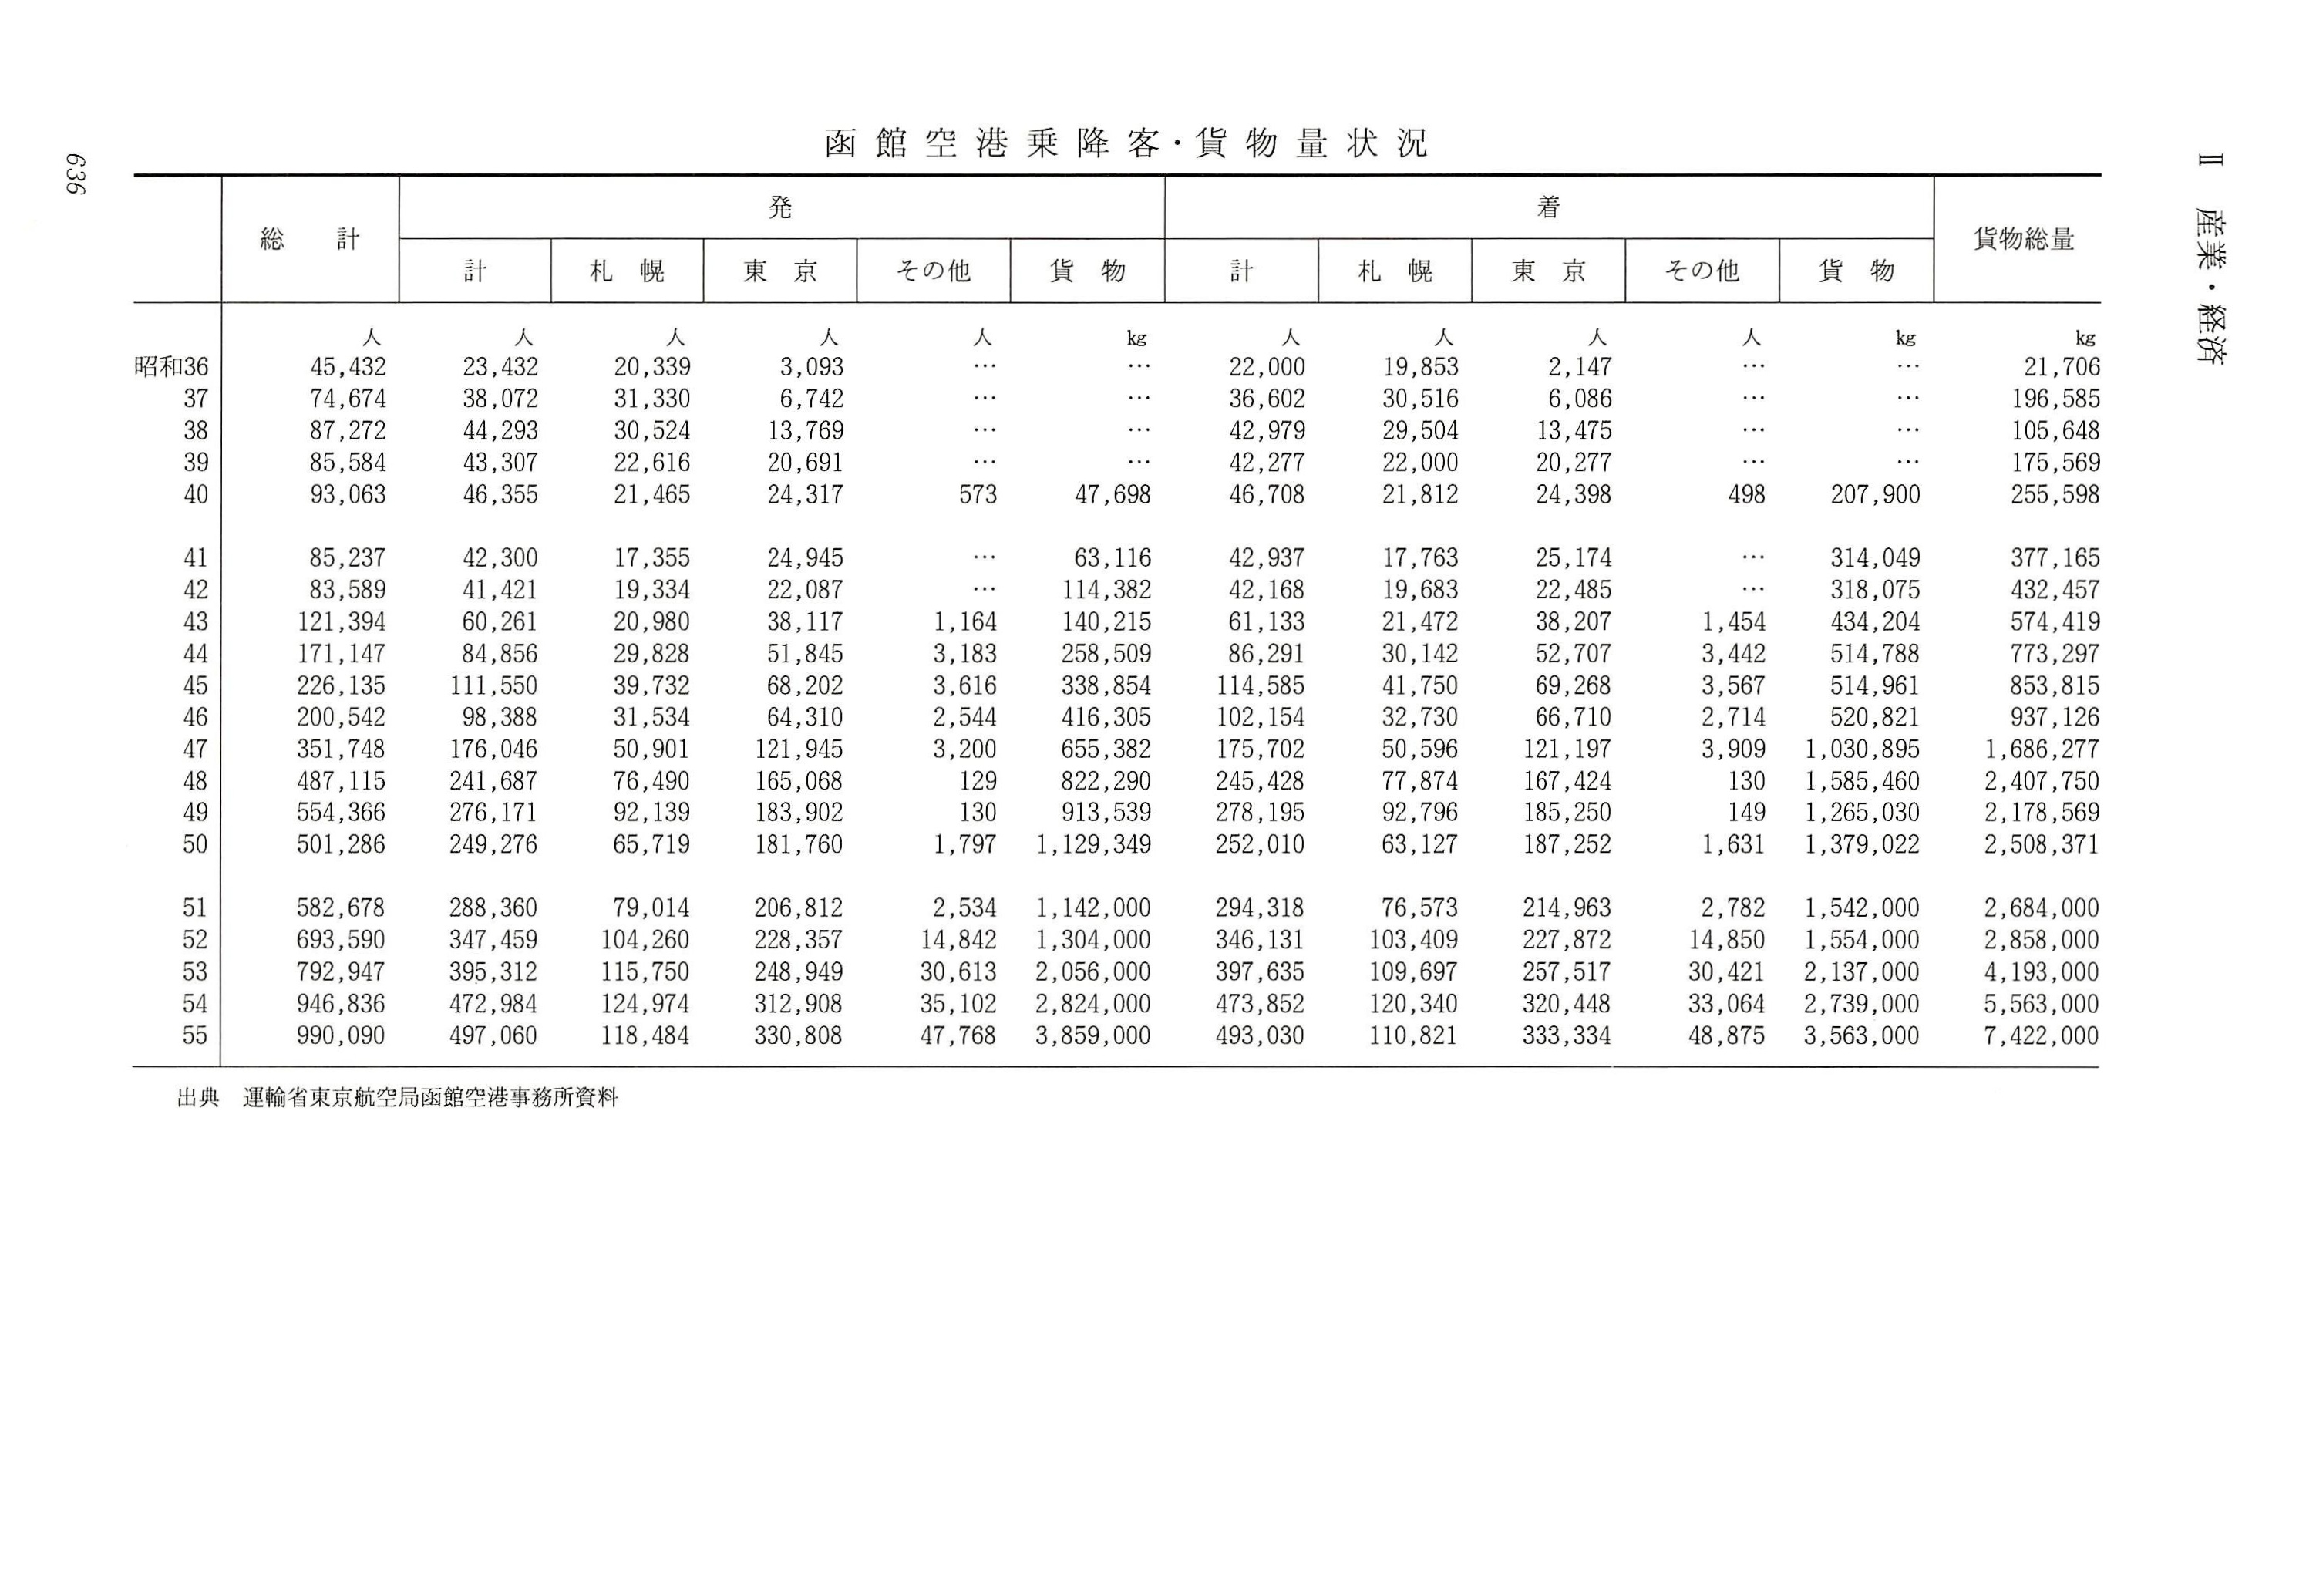 函館空港乗降客・貨物量状況
総計 発 着 貨物総量
計 札幌 東京 その他 貨物 計 札幌 東京 その他 貨物
人 人 人 人 人 kg 人 人 人 人 kg kg
昭和36 45,432 23,432 20,339 3,093 … … 22,000 19,853 2,147 … … 21,706
37 74,674 38,072 31,330 6,742 … … 36,602 30,516 6,086 … … 196,585
38 87,272 44,293 30,524 13,769 … … 42,979 29,504 13,475 … … 105,648
39 85,584 43,307 22,616 20,691 … … 42,277 22,000 20,277 … … 175,569
40 93,063 46,355 21,465 24,317 573 47,698 46,708 21,812 24,398 498 207,900 255,598
41 85,237 42,300 17,355 24,945 … 63,116 42,937 17,763 25,174 … 314,049 377,165
42 83,589 41,421 19,334 22,087 … 114,382 42,168 19,683 22,485 … 318,075 432,457
43 121,394 60,261 20,980 38,117 1,164 140,215 61,133 21,472 38,207 1,454 434,204 574,419
44 171,147 84,856 29,828 51,845 3,183 258,509 86,291 30,142 52,707 3,442 514,788 773,297
45 226,135 111,550 39,732 68,202 3,616 338,854 114,585 41,750 69,268 3,567 514,961 853,815
46 200,542 98,388 31,534 64,310 2,544 416,305 102,154 32,730 66,710 2,714 520,821 937,126
47 351,748 176,046 50,901 121,945 3,200 655,382 175,702 50,596 121,197 3,909 1,030,895 1,686,277
48 487,115 241,687 76,490 165,068 129 822,290 245,428 77,874 167,424 130 1,585,460 2,407,750
49 554,366 276,171 92,139 183,902 130 913,539 278,195 92,796 185,250 149 1,265,030 2,178,569
50 501,286 249,276 65,719 181,760 1,797 1,129,349 252,010 63,127 187,252 1,631 1,379,022 2,508,371
51 582,678 288,360 79,014 206,812 2,534 1,142,000 294,318 76,573 214,963 2,782 1,542,000 2,684,000
52 693,590 347,459 104,260 228,357 14,842 1,304,000 346,131 103,409 227,872 14,850 1,554,000 2,858,000
53 792,947 395,312 115,750 248,949 30,613 2,056,000 397,635 109,697 257,517 30,421 2,137,000 4,193,000
54 946,836 472,984 124,974 312,908 35,102 2,824,000 473,852 120,340 320,448 33,064 2,739,000 5,563,000
55 990,090 497,060 118,484 330,808 47,768 3,859,000 493,030 110,821 333,334 48,875 3,563,000 7,422,000
出典 運輸省東京航空局函館空港事務所資料
Ⅱ 産業・経済
636